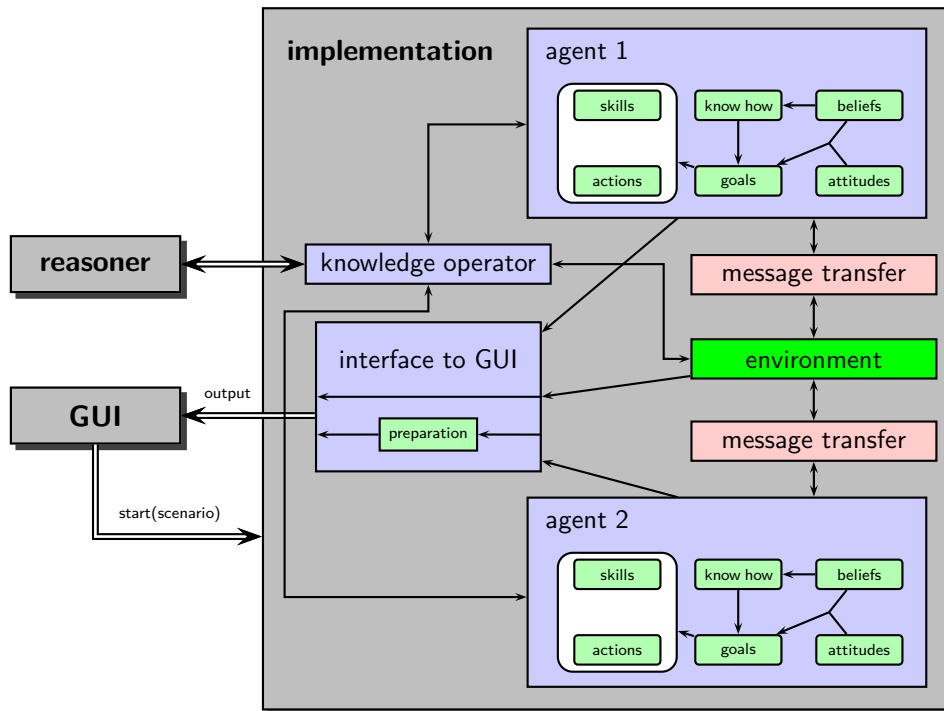 implementation
agent 1
skills
know how
beliefs
actions
goals
attitudes
reasoner
knowledge operator
message transfer
interface to GUI
environment
output
GUI
preparation
message transfer
start(scenario)
agent 2
skills
know how
beliefs
actions
goals
attitudes